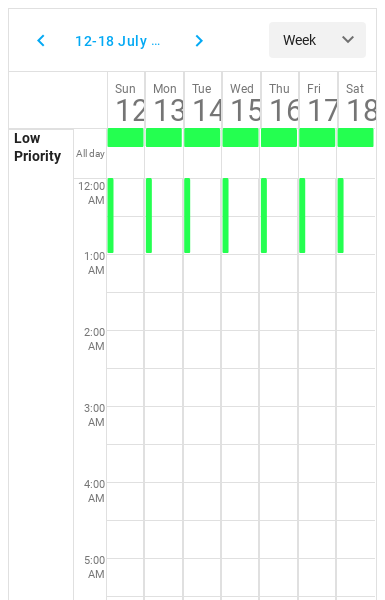 12-18 July …
Week
Sun Mon Tue Wed Thu Fri Sat
12 13 14 15 16 17 18
Low
Priority
All day
12:00
AM
1:00
AM
2:00
AM
3:00
AM
4:00
AM
5:00
AM